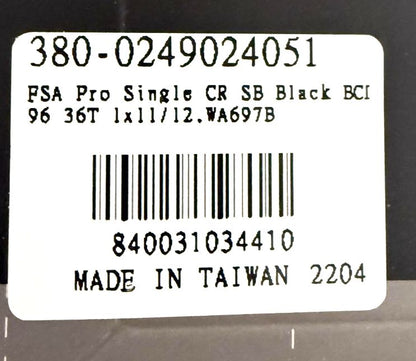 380-0249024051
FSA Pro Single CR SB Black BCI
96 36T 1x11/12.WA697B
840031034410
MADE IN TAIWAN 2204